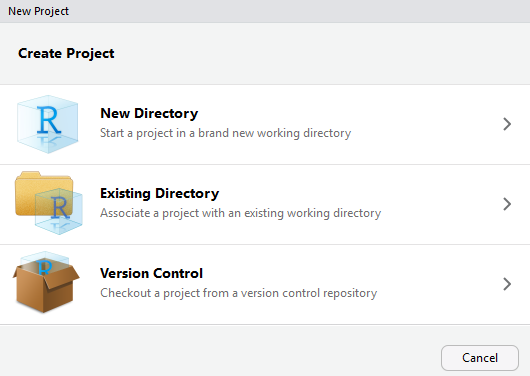 New Project
Create Project
R
New Directory
Start a project in a brand new working directory
R
Existing Directory
Associate a project with an existing working directory
R
Version Control
Checkout a project from a version control repository
Cancel